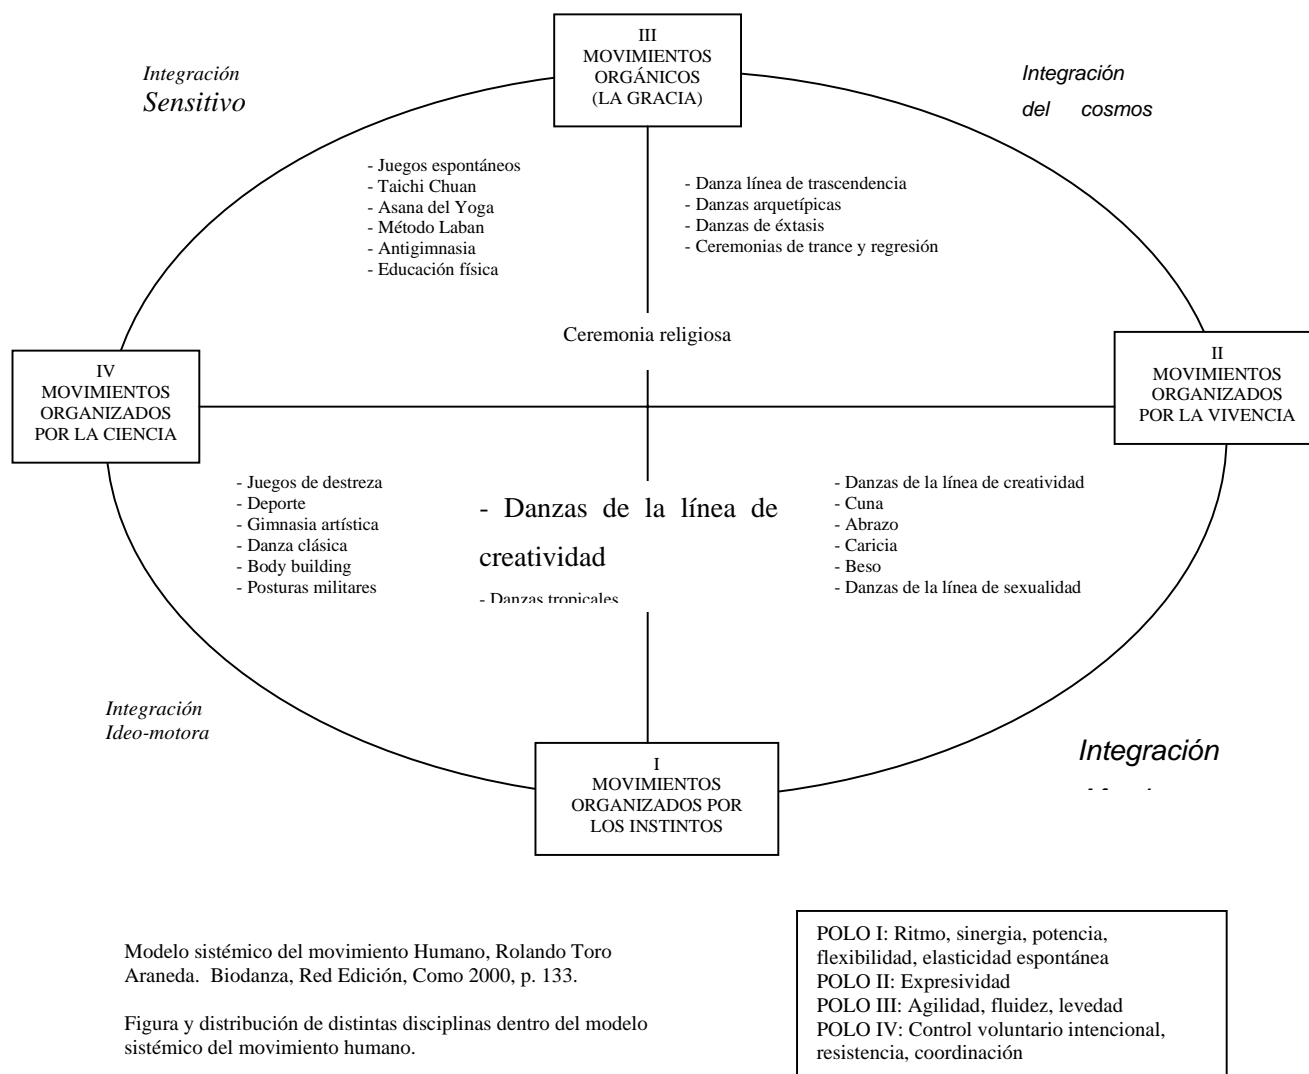 III
MOVIMIENTOS
ORGÁNICOS
(LA GRACIA)
Integración
Sensitivo
Integración
del cosmos
- Juegos espontáneos
- Taichi Chuan
- Asana del Yoga
- Método Laban
- Antigimnasia
- Educación física
- Danza línea de trascendencia
- Danzas arquetípicas
- Danzas de éxtasis
- Ceremonias de trance y regresión
Ceremonia religiosa
IV
MOVIMIENTOS
ORGANIZADOS
POR LA CIENCIA
II
MOVIMIENTOS
ORGANIZADOS
POR LA VIVENCIA
- Juegos de destreza
- Deporte
- Gimnasia artística
- Danza clásica
- Body building
- Posturas militares
- Danzas de la línea de
creatividad
- Danzas tropicales
- Danzas de la línea de creatividad
- Cuna
- Abrazo
- Caricia
- Beso
- Danzas de la línea de sexualidad
Integración
Ideo-motora
Integración
I
MOVIMIENTOS
ORGANIZADOS POR
LOS INSTINTOS
Modelo sistémico del movimiento Humano, Rolando Toro
Araneda. Biodanza, Red Edición, Como 2000, p. 133.
Figura y distribución de distintas disciplinas dentro del modelo
sistémico del movimiento humano.
POLO I: Ritmo, sinergia, potencia,
flexibilidad, elasticidad espontánea
POLO II: Expresividad
POLO III: Agilidad, fluidez, levedad
POLO IV: Control voluntario intencional,
resistencia, coordinación